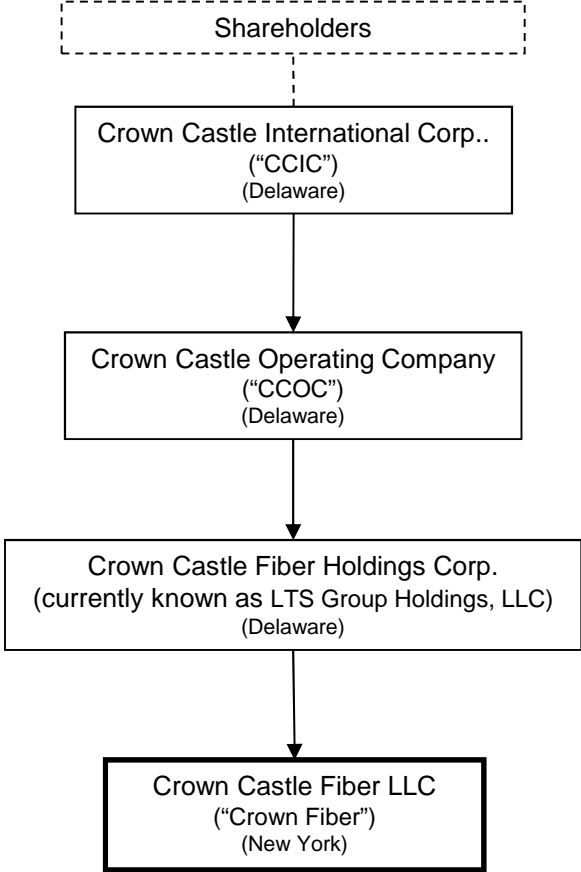 Shareholders
Crown Castle International Corp..
(“CCIC”)
(Delaware)
Crown Castle Operating Company
(“CCOC”)
(Delaware)
Crown Castle Fiber Holdings Corp.
(currently known as LTS Group Holdings, LLC)
(Delaware)
Crown Castle Fiber LLC
(“Crown Fiber”)
(New York)